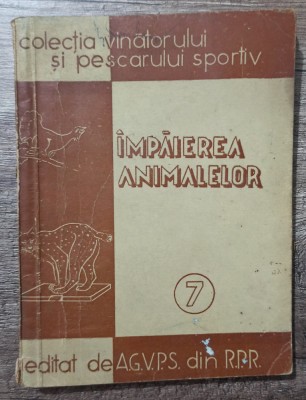 colecția vînătorului
și pescarului sportiv
ÎMPĂIEREA
ANIMALELOR
7
editat de A.G.V.P.S. din R.P.R.